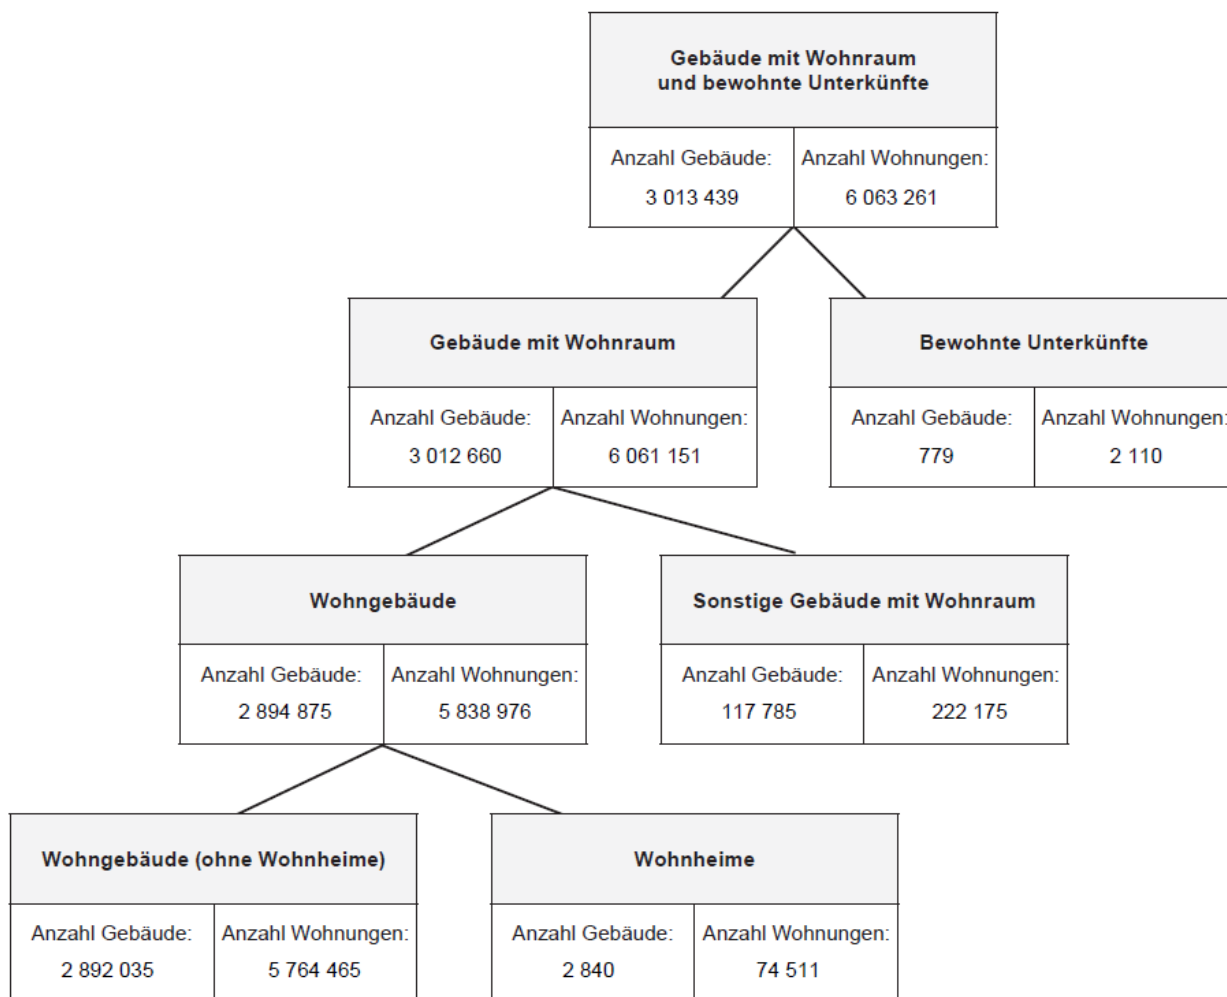 Gebäude mit Wohnraum
und bewohnte Unterkünfte
Anzahl Gebäude:
3 013 439
Anzahl Wohnungen:
6 063 261
Gebäude mit Wohnraum
Anzahl Gebäude:
3 012 660
Anzahl Wohnungen:
6 061 151
Bewohnte Unterkünfte
Anzahl Gebäude:
779
Anzahl Wohnungen:
2 110
Wohngebäude
Anzahl Gebäude:
2 894 875
Anzahl Wohnungen:
5 838 976
Sonstige Gebäude mit Wohnraum
Anzahl Gebäude:
117 785
Anzahl Wohnungen:
222 175
Wohngebäude (ohne Wohnheime)
Anzahl Gebäude:
2 892 035
Anzahl Wohnungen:
5 764 465
Wohnheime
Anzahl Gebäude:
2 840
Anzahl Wohnungen:
74 511